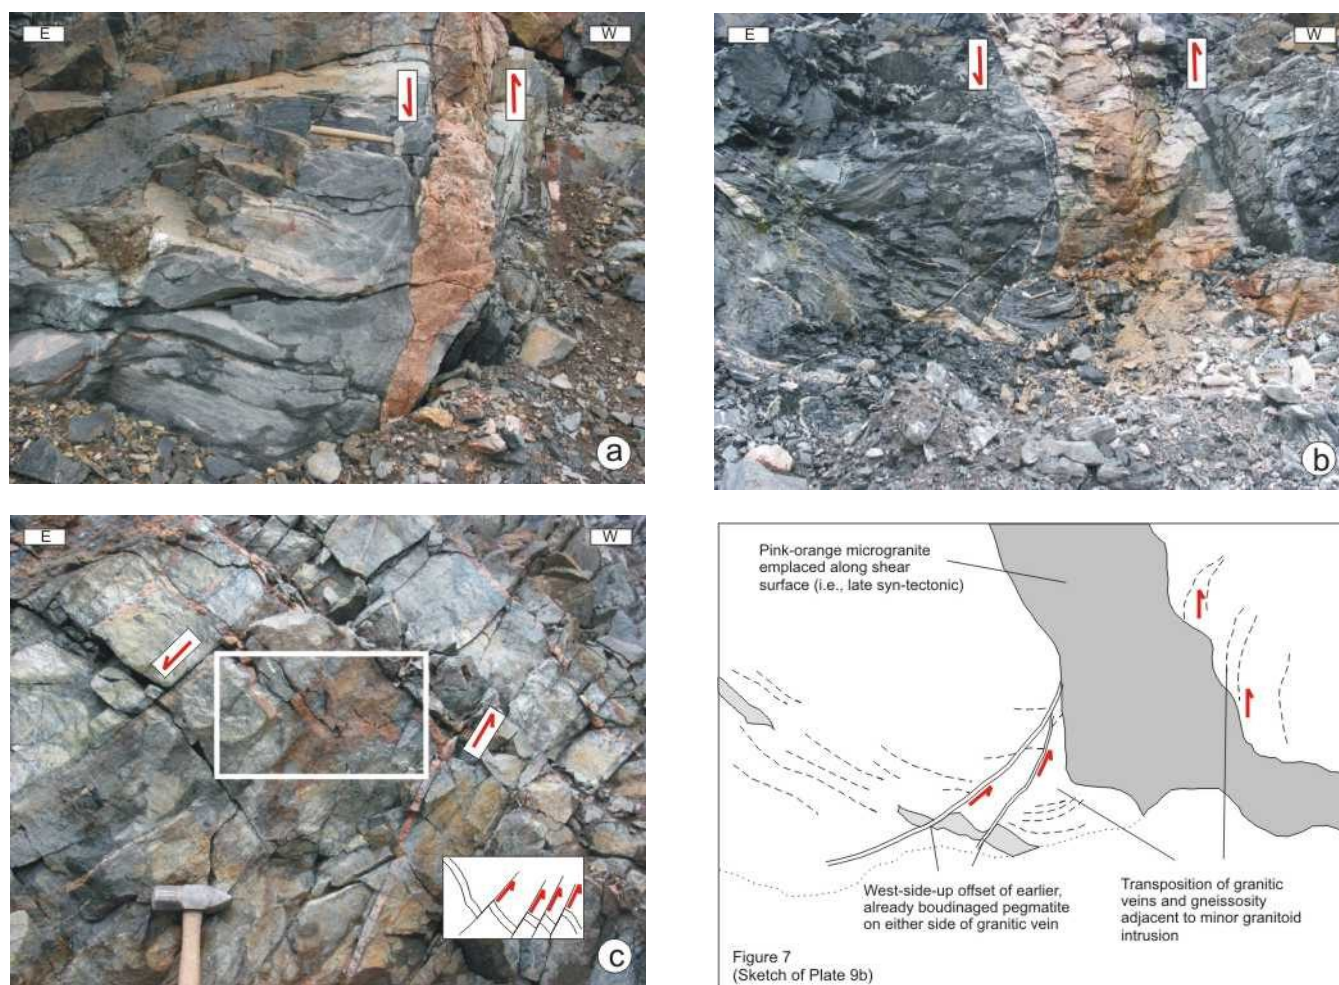 E
W
a
E
W
b
E
W
c
Pink-orange microgranite
emplaced along shear
surface (i.e., late syn-tectonic)
West-side-up offset of earlier,
already boudinaged pegmatite
on either side of granitic vein
Transposition of granitic
veins and gneissosity
adjacent to minor granitoid
intrusion
Figure 7
(Sketch of Plate 9b)